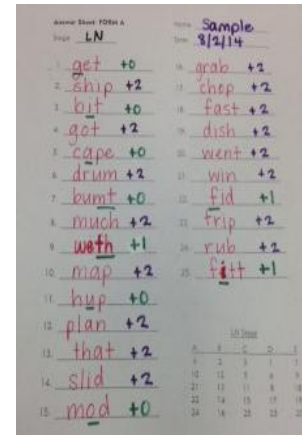 Answer Sheet: FORM A
Stage: LN
1. get +0
2. ship +2
3. bit +0
4. got +2
5. cape +0
6. drum +2
7. bumt +0
8. much +2
9. weth +1
10. map +2
11. hup +0
12. plan +2
13. that +2
14. slid +2
15. mod +0
Name: Sample
Date: 8/2/14
16. grab +2
17. chop +2
18. fast +2
19. dish +2
20. went +2
21. win +2
22. fid +1
23. frip +2
24. rub +2
25. fitt +1
LN Stage